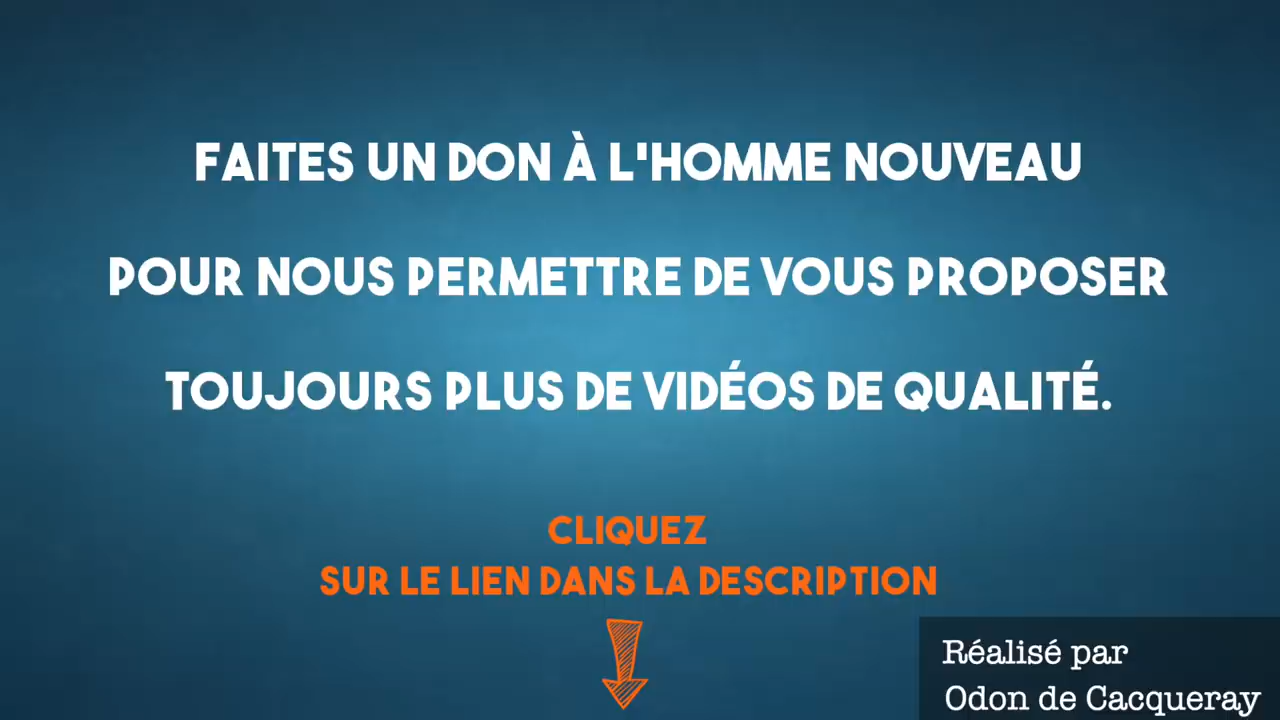 FAITES UN DON À L'HOMME NOUVEAU
POUR NOUS PERMETTRE DE VOUS PROPOSER
TOUJOURS PLUS DE VIDÉOS DE QUALITÉ.
CLIQUEZ
SUR LE LIEN DANS LA DESCRIPTION
Réalisé par
Odon de Cacqueray